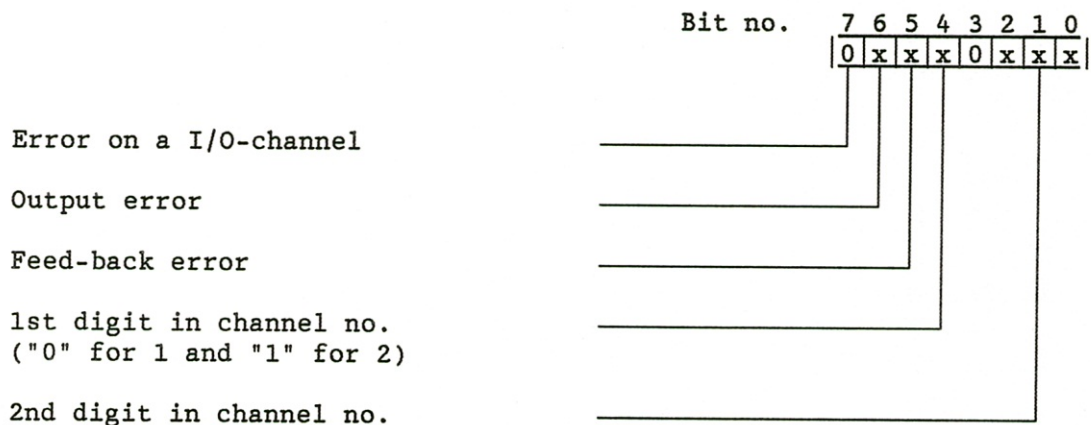 Bit no. 7 6 5 4 3 2 1 0
|0|x|x|x|0|x|x|x|
Error on a I/O-channel
Output error
Feed-back error
1st digit in channel no.
("0" for 1 and "1" for 2)
2nd digit in channel no.